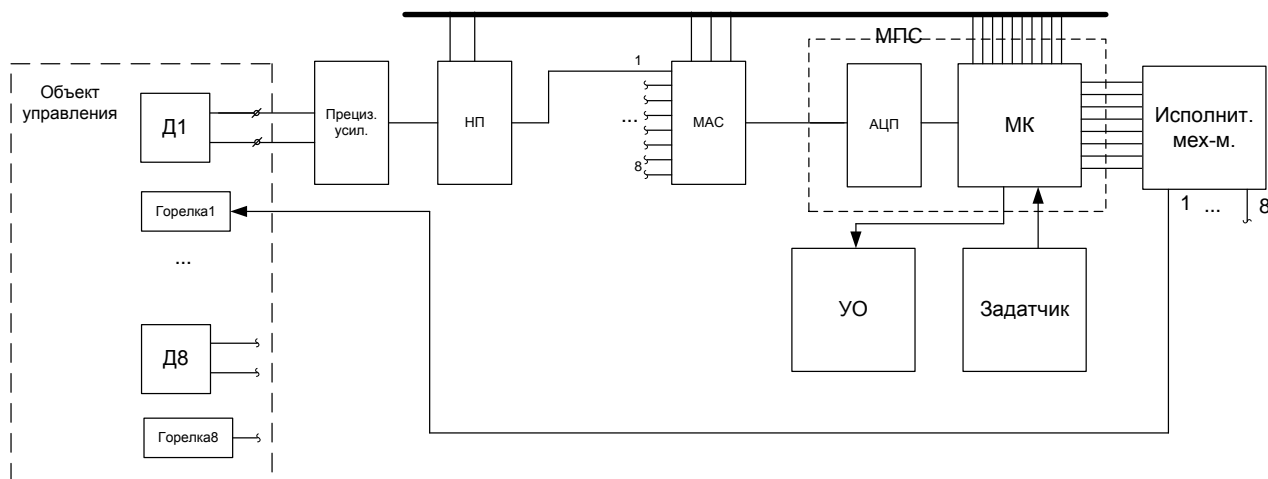 МПС
Объект
управления
Д1
Прециз.
усил.
НП
1
...
8
МАС
АЦП
МК
Исполнит.
мех-м.
1 ... 8
Горелка1
...
УО
Задатчик
Д8
Горелка8